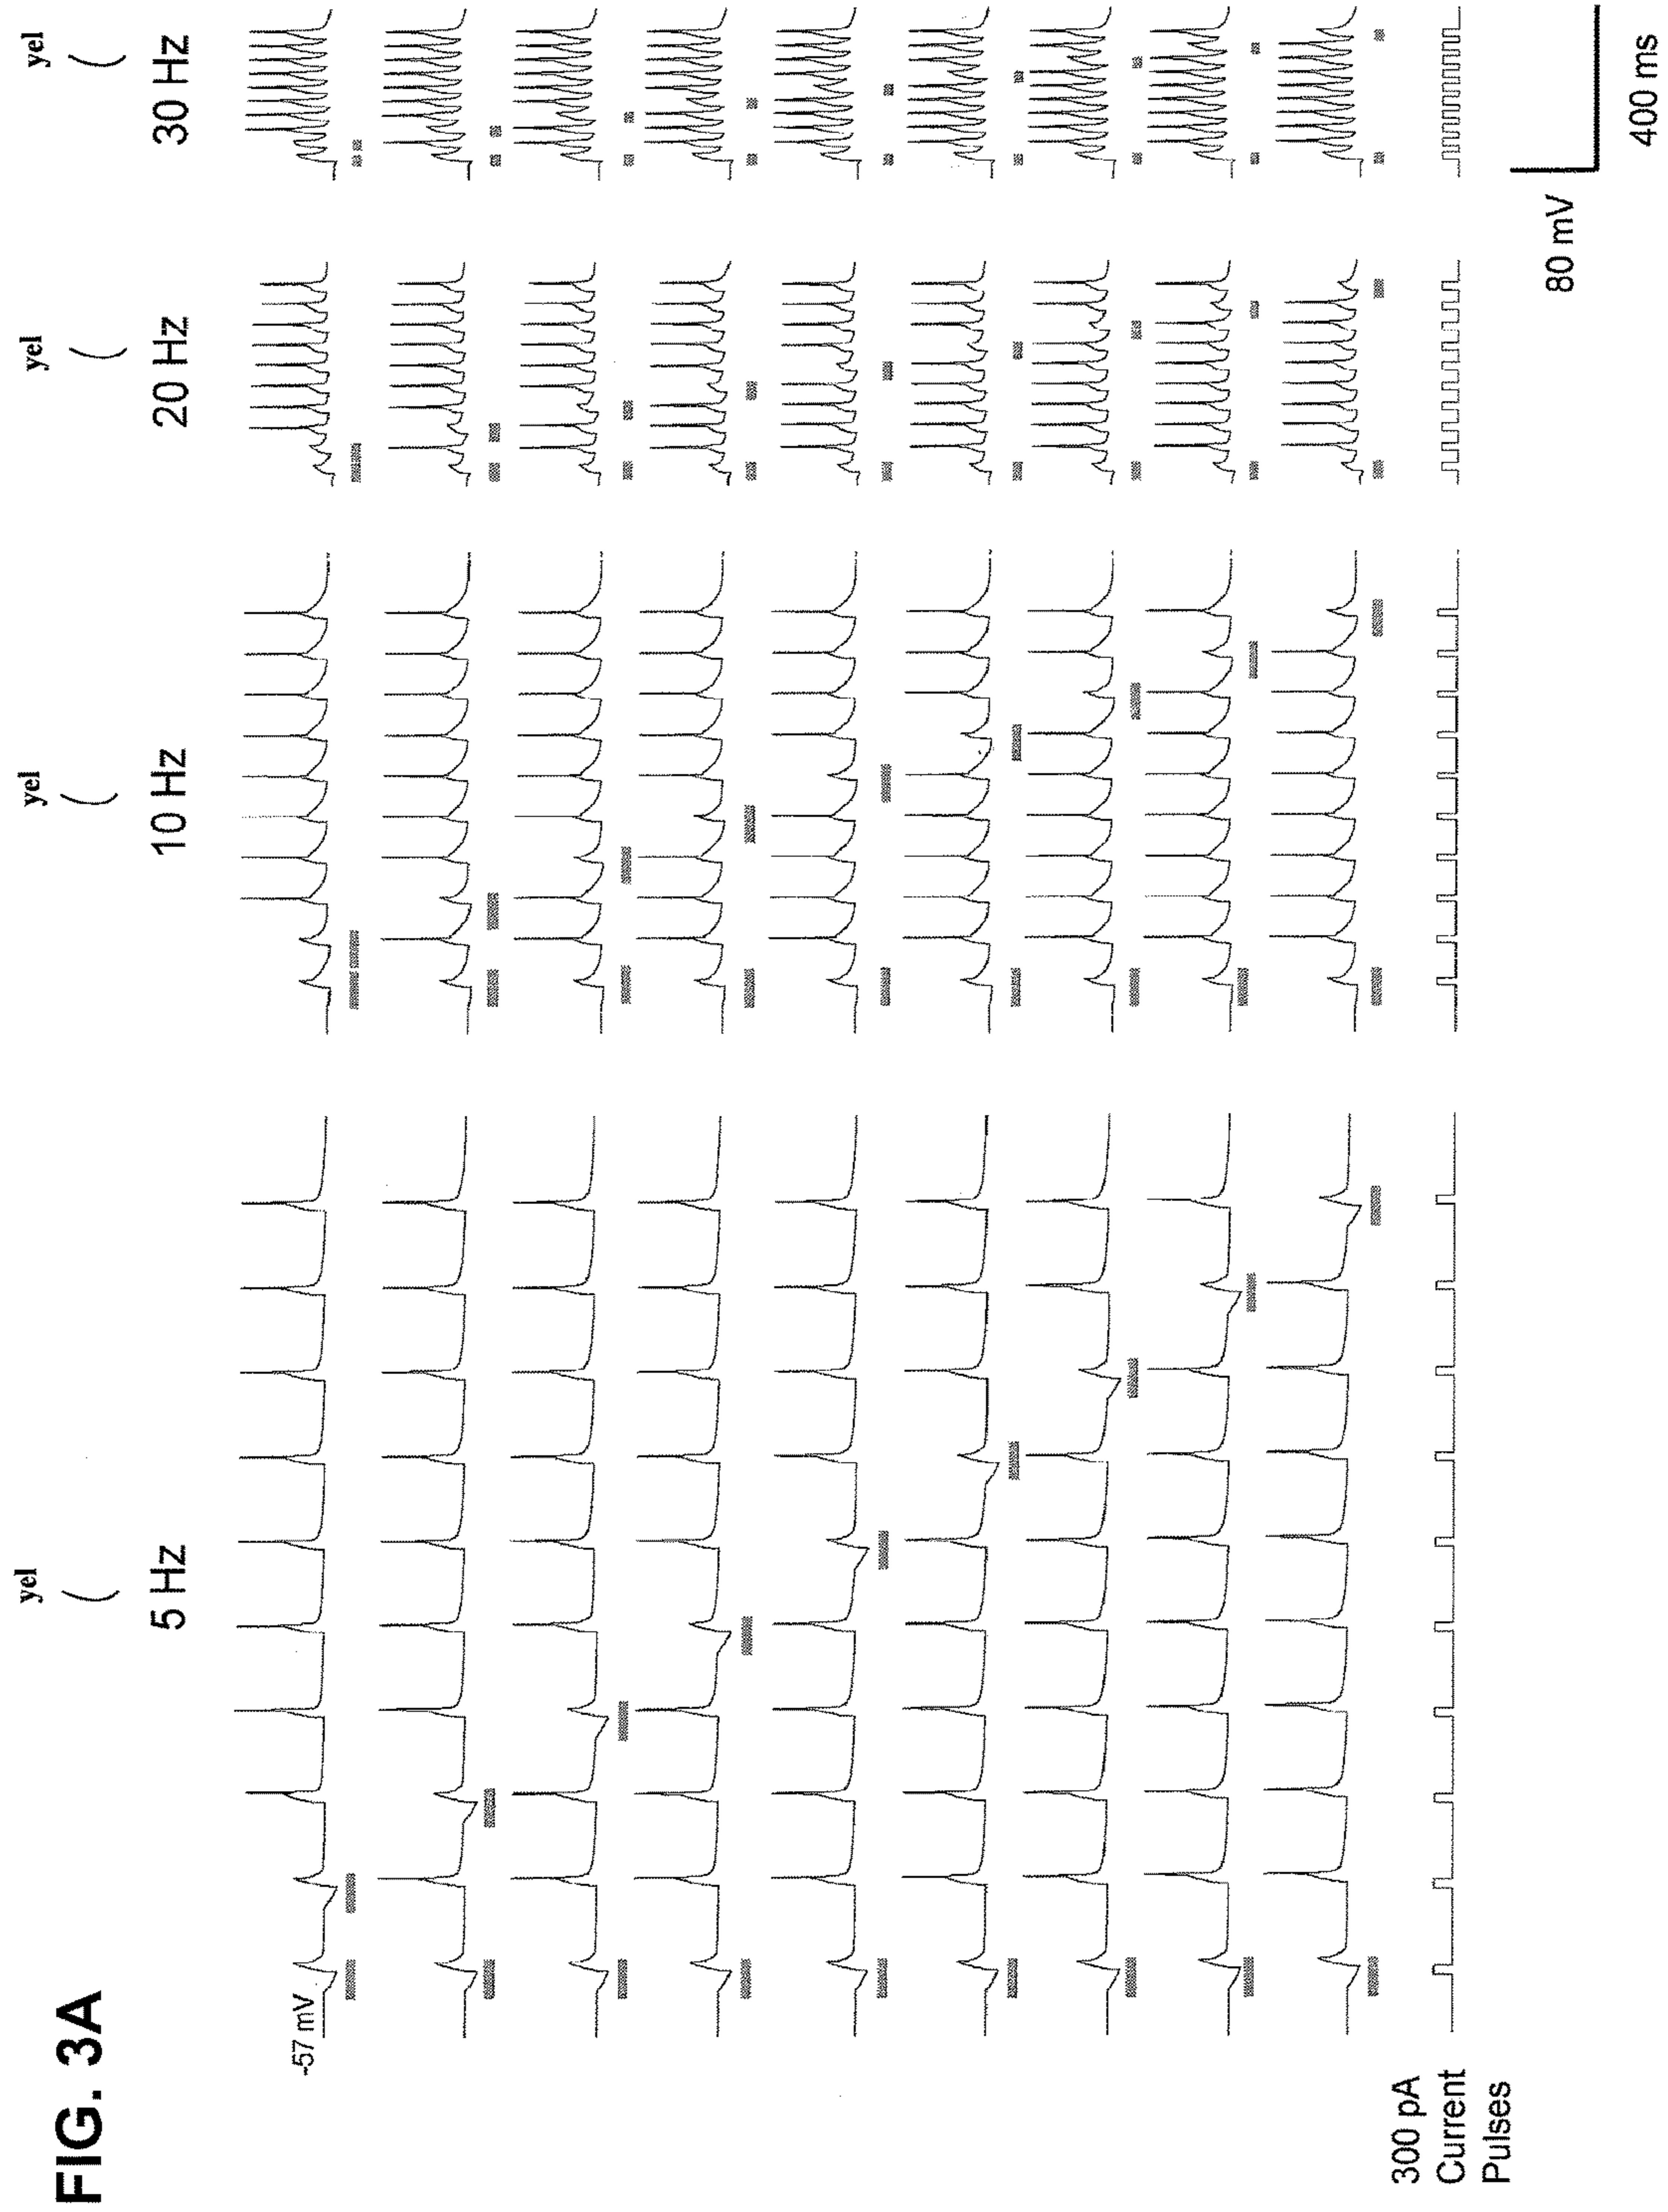 FIG. 3A
yel
(
5 Hz
yel
(
10 Hz
yel
(
20 Hz
yel
(
30 Hz
-57 mV
300 pA
Current
Pulses
80 mV
400 ms